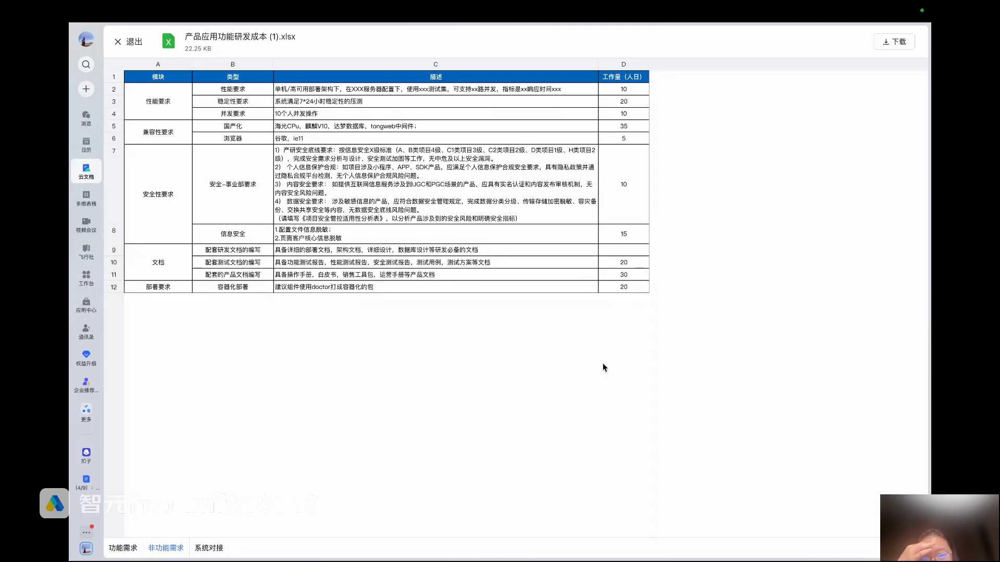 退出
产品应用功能研发成本 (1).xlsx
22.25 KB
下载
A B C D
1 模块 类型 描述 工作量（人日）
2 性能要求 性能要求 单机/高可用部署架构下，在XXX服务器配置下，使用xxx测试集，可支持xx路并发，指标是xx响应时间xxx 10
3 稳定性要求 系统满足7*24小时稳定性的压测 20
4 并发要求 10个人并发操作 10
5 兼容性要求 国产化 海光CPu，麒麟V10，达梦数据库，tongweb中间件； 35
6 浏览器 谷歌，ie11 5
7 安全性要求 安全-事业部要求 1）产研安全底线要求：按信息安全X级标准（A、B类项目4级、C1类项目3级、C2类项目2级、D类项目1级、H类项目2
级），完成安全需求分析与设计、安全测试加固等工作，无中危及以上安全漏洞。
2） 个人信息保护合规：如项目涉及小程序、APP、SDK产品，应满足个人信息保护合规安全要求，具有隐私政策并通
过隐私合规平台检测，无个人信息保护合规风险问题。
3） 内容安全要求： 如提供互联网信息服务涉及到UGC和PGC场景的产品，应具有实名认证和内容发布审核机制，无
内容安全风险问题。
4） 数据安全要求： 涉及敏感信息的产品，应符合数据安全管理规定，完成数据分类分级、传输存储加密脱敏、容灾备
份、交换共享安全等内容，无数据安全底线风险问题。
（请填写《项目安全管控适用性分析表》，以分析产品涉及到的安全风险和明确安全指标）
10
8 信息安全 1.配置文件信息脱敏；
2.页面客户核心信息脱敏
15
9 文档 配套研发文档的编写 具备详细的部署文档，架构文档，详细设计，数据库设计等研发必备的文档
10 配套测试文档的编写 具备功能测试报告，性能测试报告，安全测试报告，测试用例，测试方案等文档 20
11 配套的产品文档编写 具备操作手册，白皮书，销售工具包，运营手册等产品文档 30
12 部署要求 容器化部署 建议组件使用doctor打成容器化的包 20
消息
25
日历
云文档
多维表格
视频会议
飞行社
工作台
应用中心
通讯录
权益升级
企业推荐...
更多
扣子
(4/9) : ...
智元
功能需求 非功能需求 系统对接